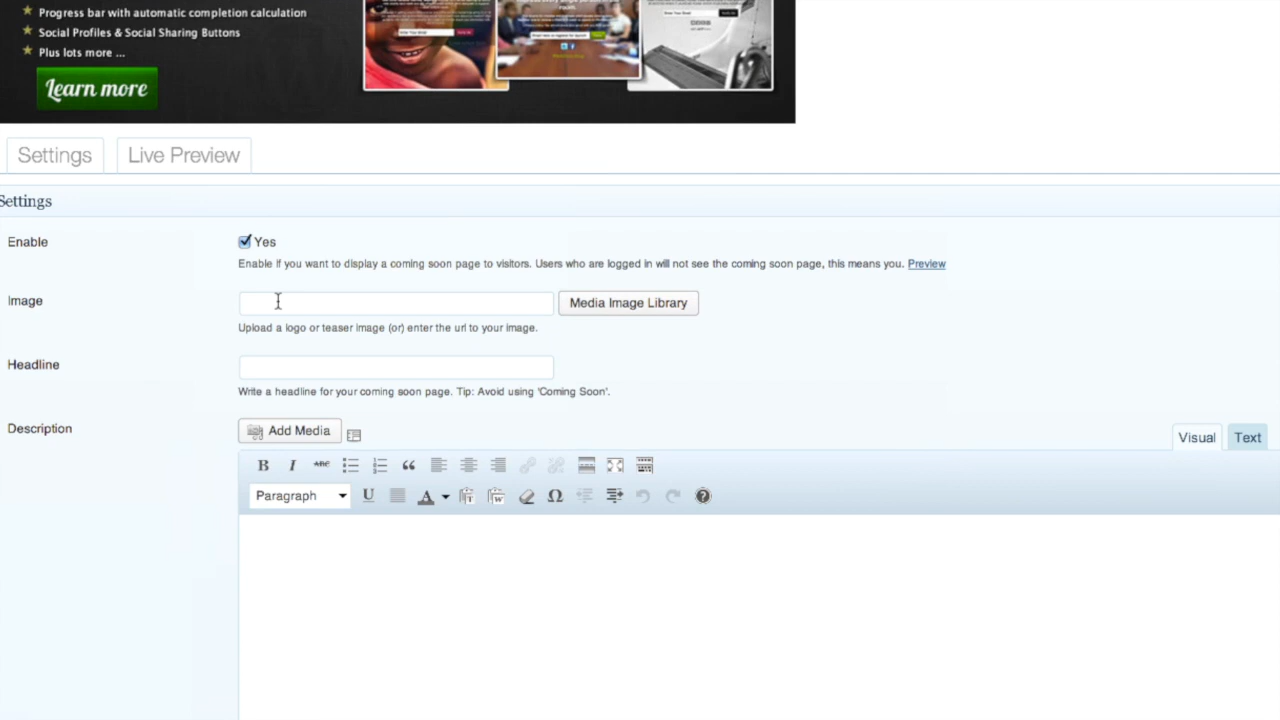 Progress bar with automatic completion calculation
Social Profiles & Social Sharing Buttons
Plus lots more ...
Learn more
Settings
Live Preview
Settings
Enable
Yes
Enable if you want to display a coming soon page to visitors. Users who are logged in will not see the coming soon page, this means you. Preview
Image
Media Image Library
Upload a logo or teaser image (or) enter the url to your image.
Headline
Write a headline for your coming soon page. Tip: Avoid using 'Coming Soon'.
Description
Add Media
Visual
Text
B I ABC
Paragraph U A T W Ω ?